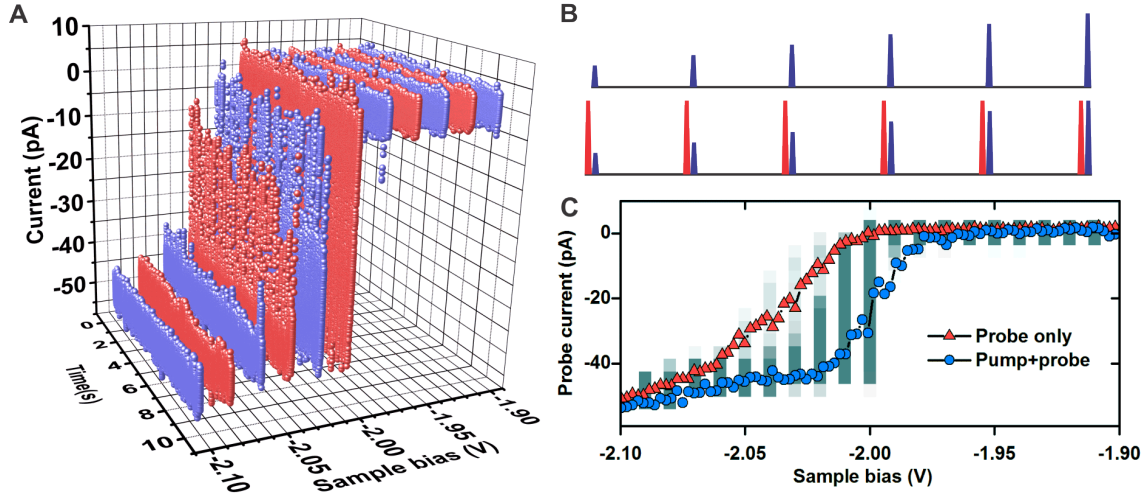 A
10
0
-10
-20
-30
-40
-50
Current (pA)
0
2
4
6
8
10
Time(s)
-2.10
-2.05
-2.00
-1.95
-1.90
Sample bias (V)
B
C
0
-20
-40
Probe current (pA)
Probe only
Pump+probe
-2.10 -2.05 -2.00 -1.95 -1.90
Sample bias (V)